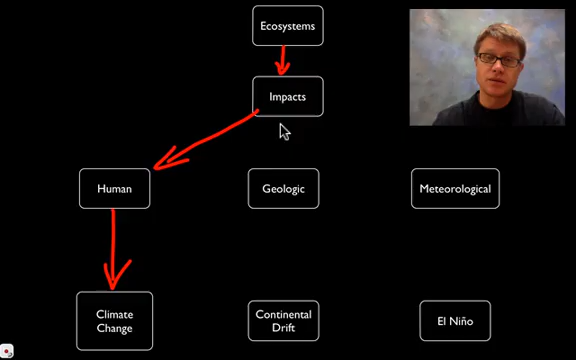 Ecosystems
Impacts
Human
Geologic
Meteorological
Climate
Change
Continental
Drift
El Niño